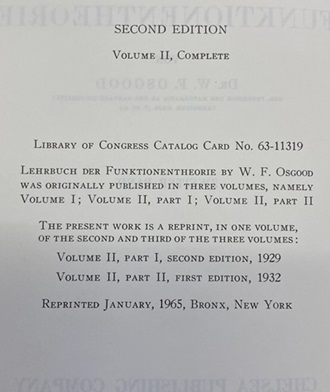 SECOND EDITION
VOLUME II, COMPLETE
LIBRARY OF CONGRESS CATALOG CARD NO. 63-11319
LEHRBUCH DER FUNKTIONENTHEORIE BY W. F. OSGOOD
WAS ORIGINALLY PUBLISHED IN THREE VOLUMES, NAMELY
VOLUME I; VOLUME II, PART I; VOLUME II, PART II
THE PRESENT WORK IS A REPRINT, IN ONE VOLUME,
OF THE SECOND AND THIRD OF THE THREE VOLUMES:
VOLUME II, PART I, SECOND EDITION, 1929
VOLUME II, PART II, FIRST EDITION, 1932
REPRINTED JANUARY, 1965, BRONX, NEW YORK